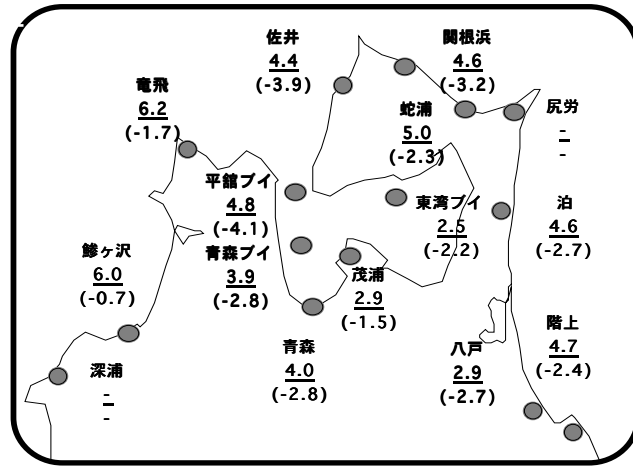 佐井
4.4
(-3.9)
関根浜
4.6
(-3.2)
竜飛
6.2
(-1.7)
蛇浦
5.0
(-2.3)
尻労
-
-
平舘ブイ
4.8
(-4.1)
東湾ブイ
2.5
(-2.2)
泊
4.6
(-2.7)
鰺ヶ沢
6.0
(-0.7)
青森ブイ
3.9
(-2.8)
茂浦
2.9
(-1.5)
階上
4.7
(-2.4)
青森
4.0
(-2.8)
八戸
2.9
(-2.7)
深浦
-
-